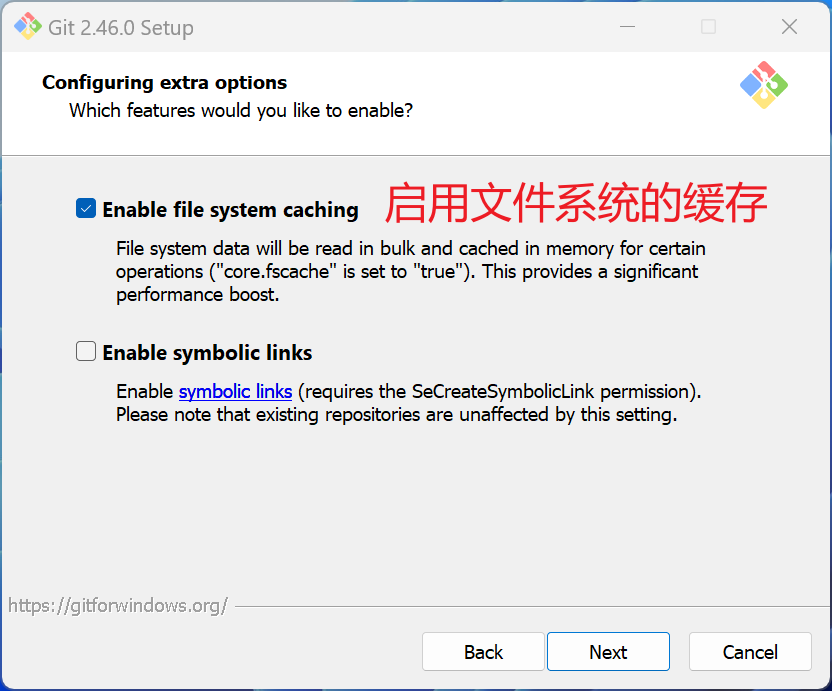 Git 2.46.0 Setup
Configuring extra options
Which features would you like to enable?
Enable file system caching 启用文件系统的缓存
File system data will be read in bulk and cached in memory for certain
operations ("core.fscache" is set to "true"). This provides a significant
performance boost.
Enable symbolic links
Enable symbolic links (requires the SeCreateSymbolicLink permission).
Please note that existing repositories are unaffected by this setting.
https://gitforwindows.org/
Back Next Cancel